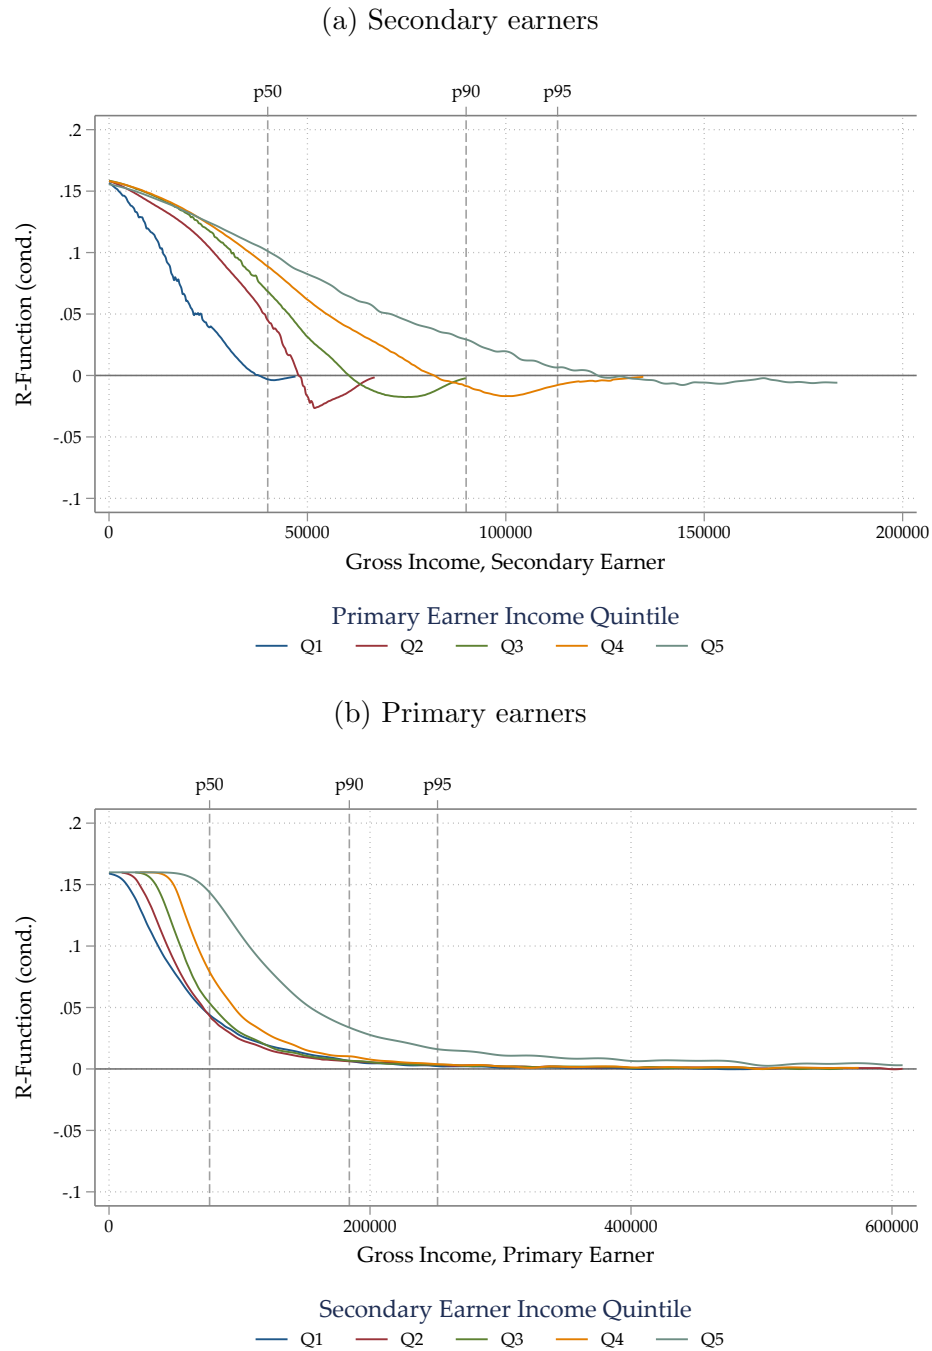 (a) Secondary earners
p50 p90 p95
.2
.15
.1
.05
0
-.05
-.1
R-Function (cond.)
0 50000 100000 150000 200000
Gross Income, Secondary Earner
Primary Earner Income Quintile
Q1 Q2 Q3 Q4 Q5
(b) Primary earners
p50 p90 p95
.2
.15
.1
.05
0
-.05
-.1
R-Function (cond.)
0 200000 400000 600000
Gross Income, Primary Earner
Secondary Earner Income Quintile
Q1 Q2 Q3 Q4 Q5